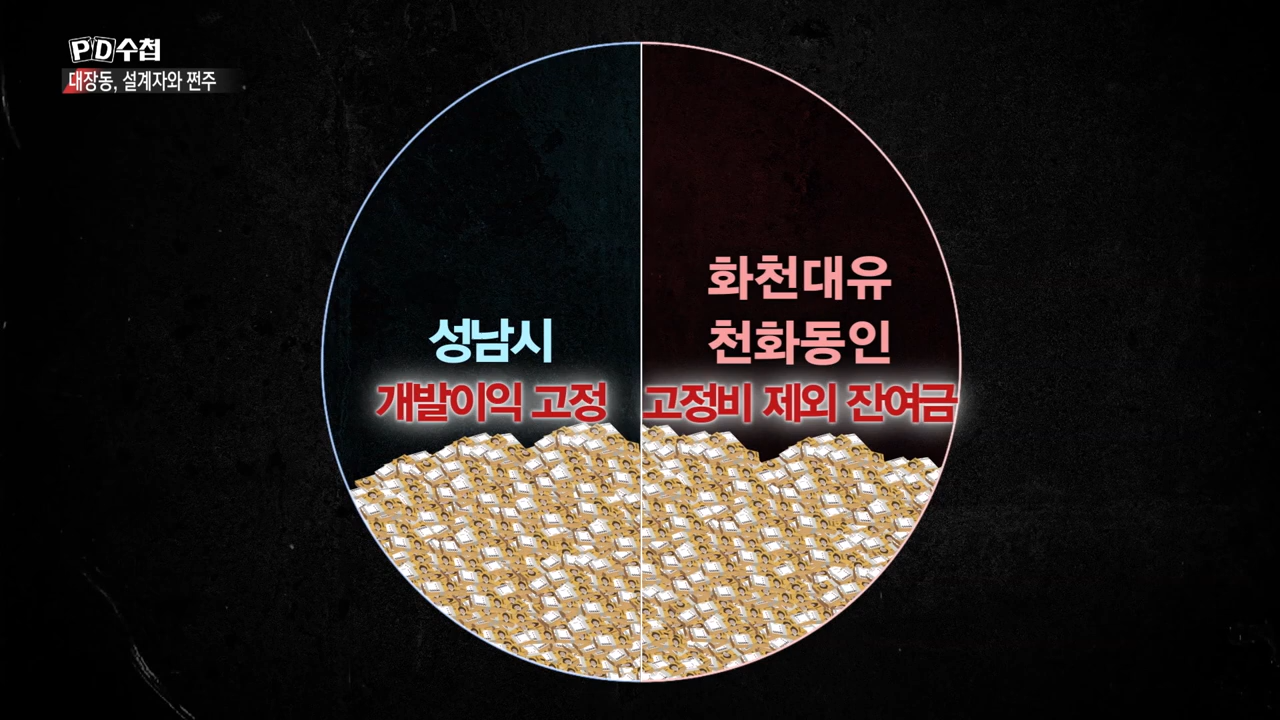 PD수첩
대장동, 설계자와 쩐주
성남시
개발이익 고정
화천대유
천화동인
고정비 제외 잔여금